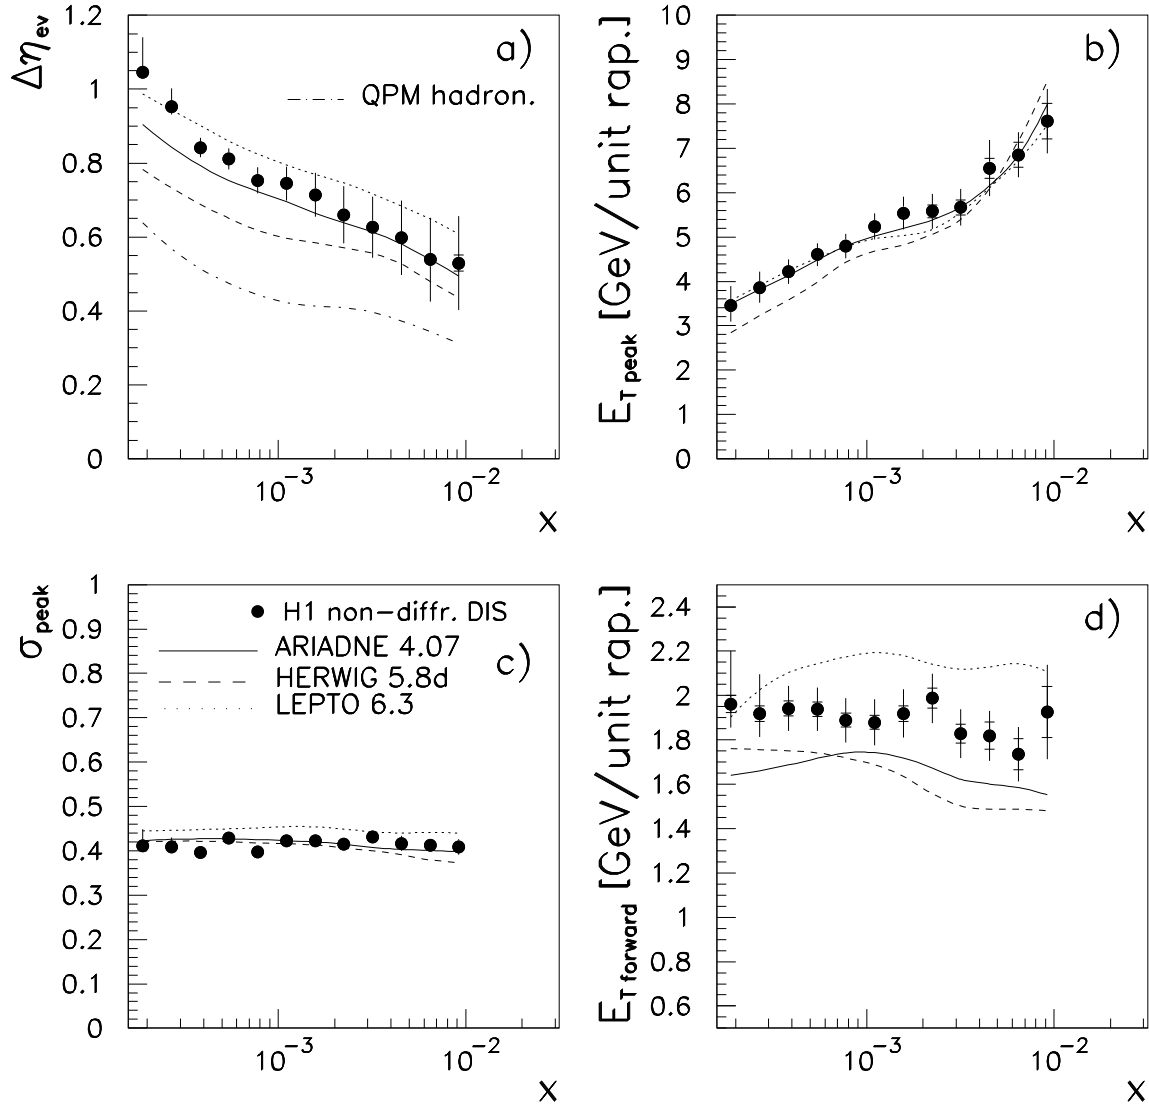 Δη_ev
1.2
1
0.8
0.6
0.4
0.2
0
a)
QPM hadron.
10⁻³
10⁻²
x
E_T peak [GeV/unit rap.]
10
9
8
7
6
5
4
3
2
1
0
b)
10⁻³
10⁻²
x
σ_peak
1
0.9
0.8
0.7
0.6
0.5
0.4
0.3
0.2
0.1
0
H1 non-diffr. DIS
ARIADNE 4.07
HERWIG 5.8d
LEPTO 6.3
c)
10⁻³
10⁻²
x
E_T forward [GeV/unit rap.]
2.4
2.2
2
1.8
1.6
1.4
1.2
1
0.8
0.6
d)
10⁻³
10⁻²
x